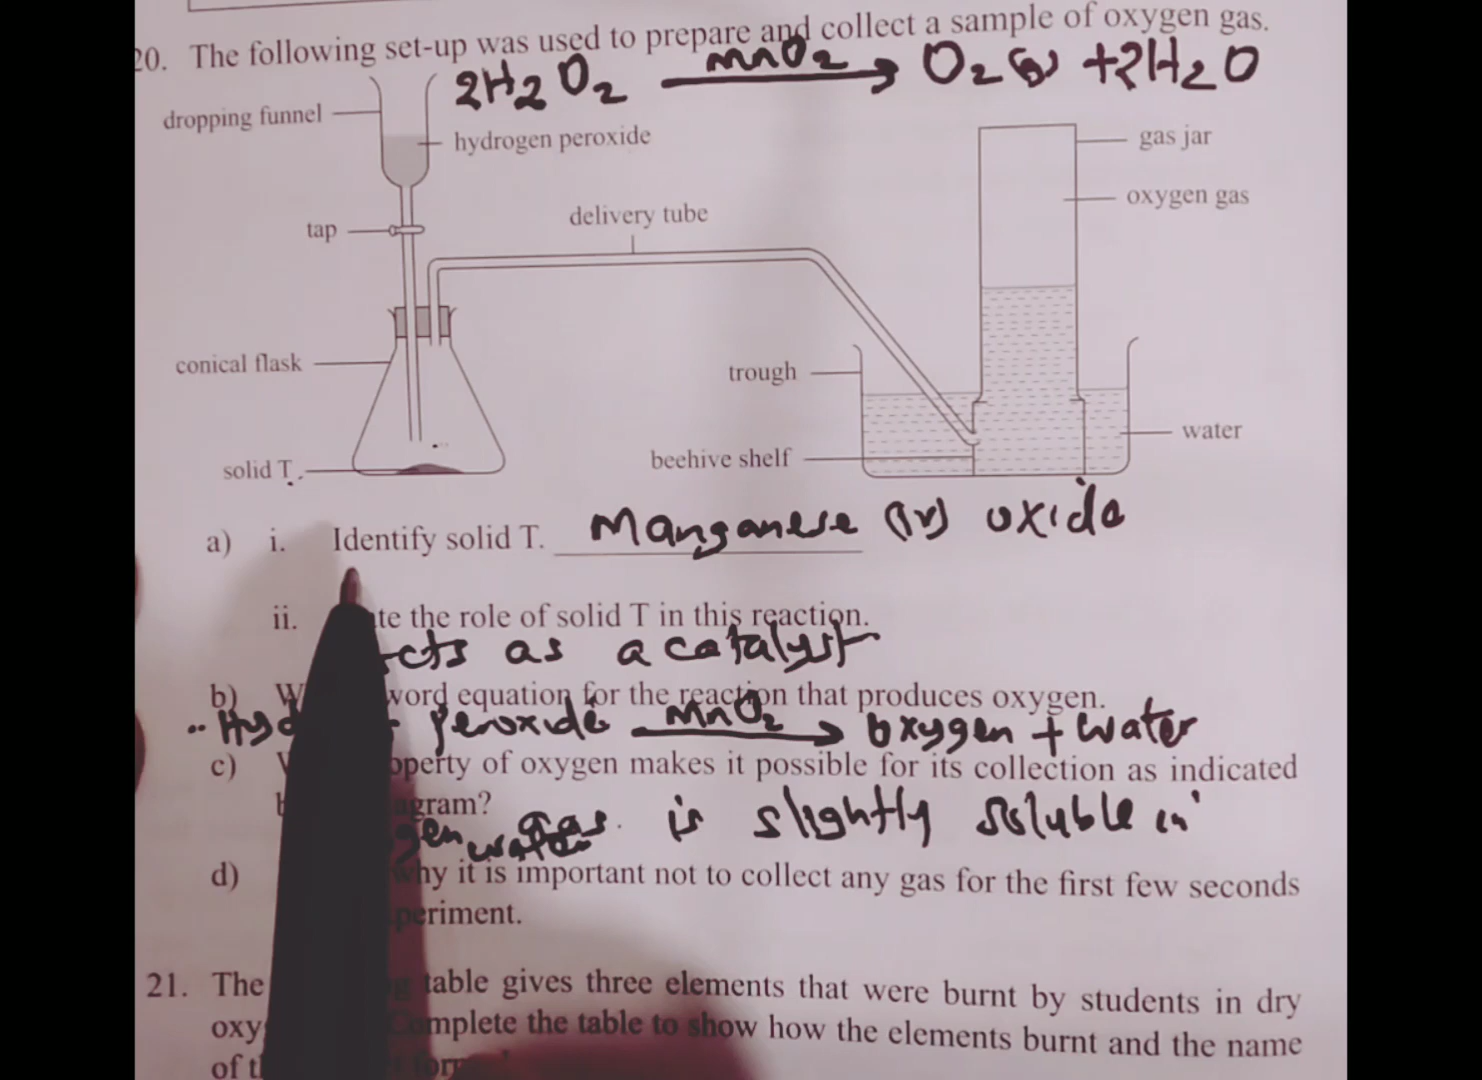 20. The following set-up was used to prepare and collect a sample of oxygen gas.
2H2O2 MnO2 → O2(g) + 2H2O
dropping funnel
hydrogen peroxide
gas jar
oxygen gas
tap
delivery tube
conical flask
trough
water
beehive shelf
solid T
a) i. Identify solid T. Manganese (IV) oxide
ii. the role of solid T in this reaction.
as a catalyst
b) word equation for the reaction that produces oxygen.
peroxide MnO2 → oxygen + water
c) of oxygen makes it possible for its collection as indicated
gas is slightly soluble in
water
d) why it is important not to collect any gas for the first few seconds
21. The table gives three elements that were burnt by students in dry
the table to show how the elements burnt and the name
of